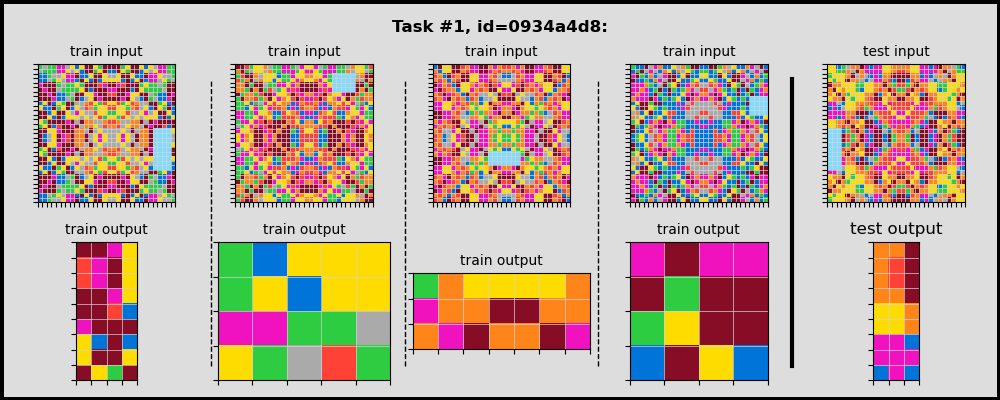 Task #1, id=0934a4d8:
train input train input train input train input test input
train output train output train output train output test output